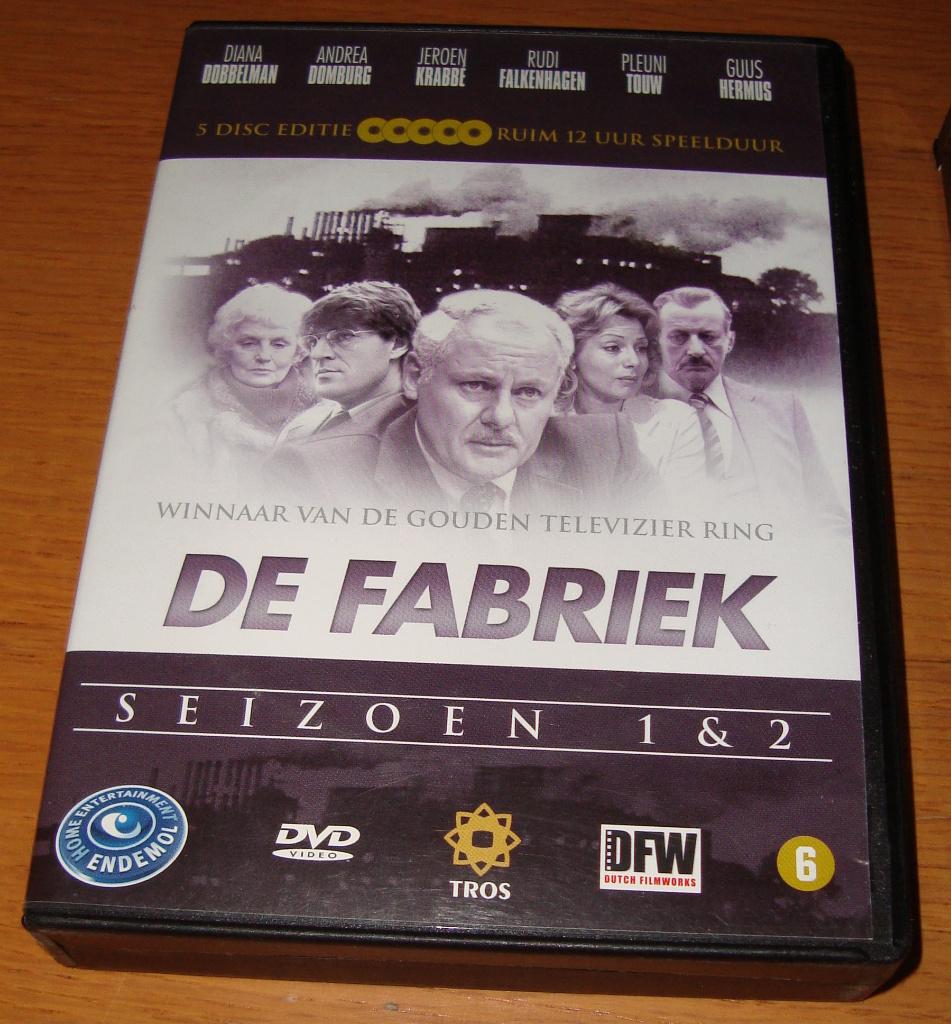 DIANA DOBBELMAN
ANDREA DOMBURG
JEROEN KRABBÉ
RUDI FALKENHAGEN
PLEUNI TOUW
GUUS HERMUS
5 DISC EDITIE RUIM 12 UUR SPEELDUUR
WINNAAR VAN DE GOUDEN TELEVIZIER RING
DE FABRIEK
SEIZOEN 1 & 2
HOME ENTERTAINMENT
ENDEMOL
DVD
VIDEO
TROS
DFW
DUTCH FILMWORKS
6